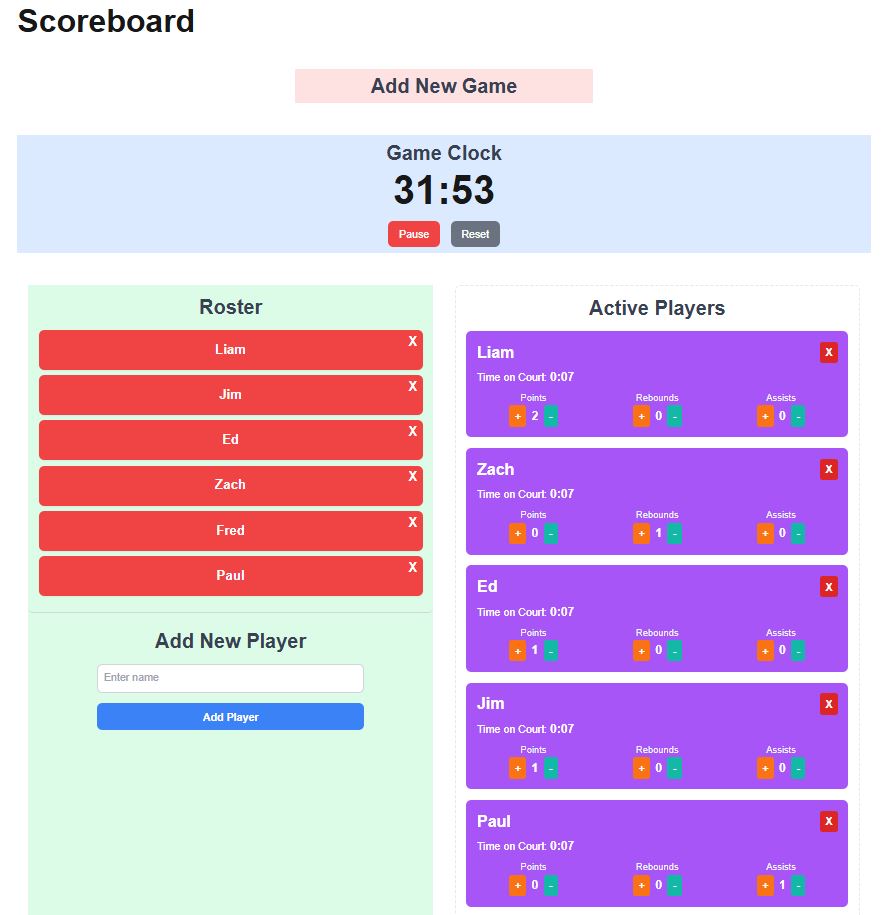 Scoreboard
Add New Game
Game Clock
31:53
Pause Reset
Roster
Liam X
Jim X
Ed X
Zach X
Fred X
Paul X
Add New Player
Enter name
Add Player
Active Players
Liam X
Time on Court: 0:07
Points Rebounds Assists
+ 2 - + 0 - + 0 -
Zach X
Time on Court: 0:07
Points Rebounds Assists
+ 0 - + 1 - + 0 -
Ed X
Time on Court: 0:07
Points Rebounds Assists
+ 1 - + 0 - + 0 -
Jim X
Time on Court: 0:07
Points Rebounds Assists
+ 1 - + 0 - + 0 -
Paul X
Time on Court: 0:07
Points Rebounds Assists
+ 0 - + 0 - + 1 -